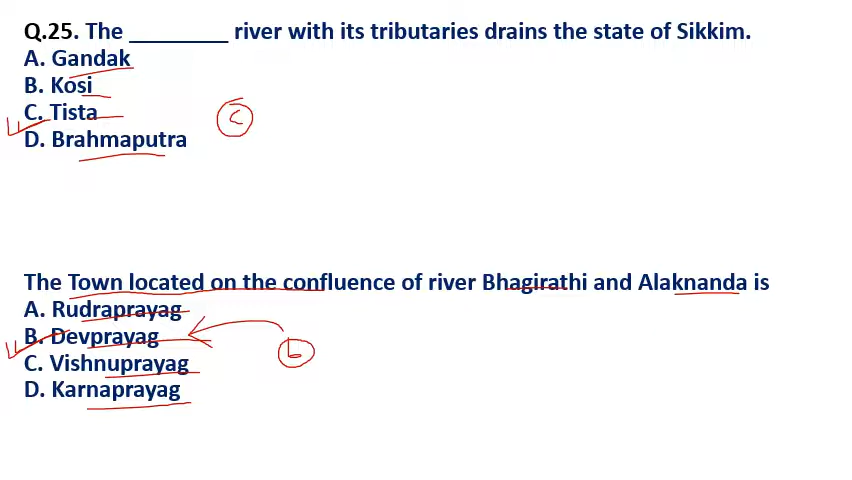 Q.25. The ________ river with its tributaries drains the state of Sikkim.
A. Gandak
B. Kosi
C. Tista
C
D. Brahmaputra
The Town located on the confluence of river Bhagirathi and Alaknanda is
A. Rudraprayag
B. Devprayag
b
C. Vishnuprayag
D. Karnaprayag